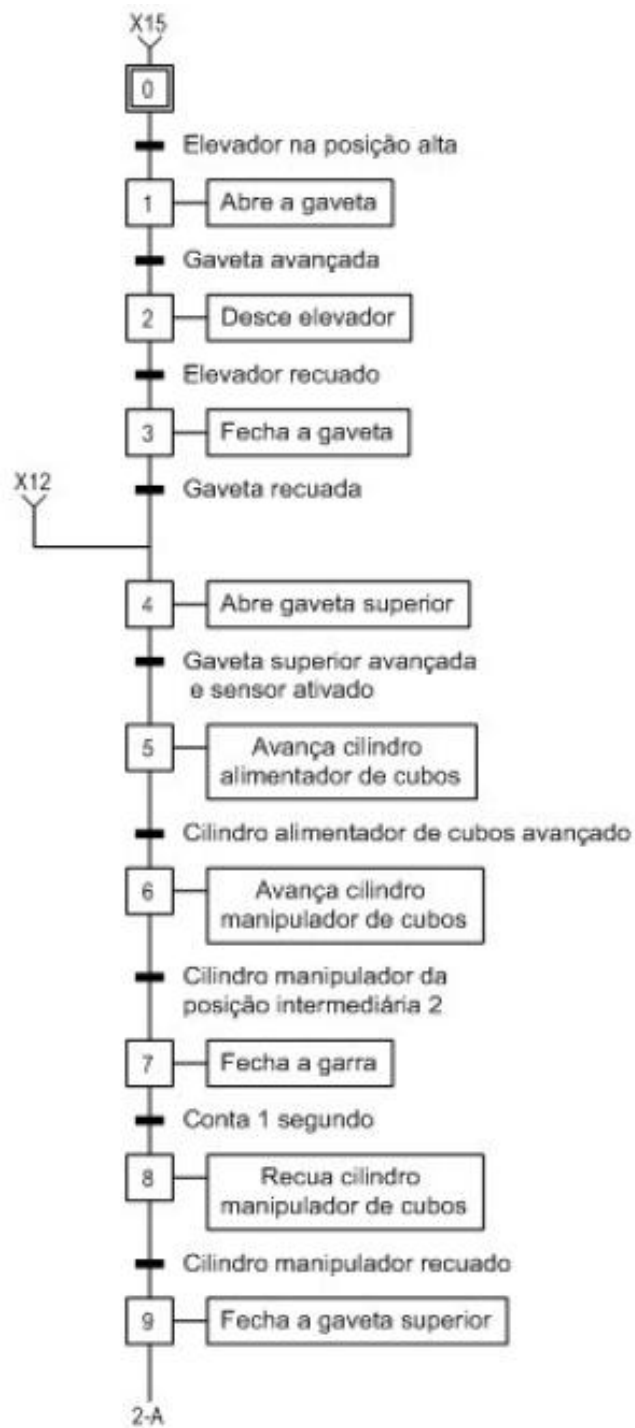 X15
0
Elevador na posição alta
1
Abre a gaveta
Gaveta avançada
2
Desce elevador
Elevador recuado
3
Fecha a gaveta
X12
Gaveta recuada
4
Abre gaveta superior
Gaveta superior avançada
e sensor ativado
5
Avança cilindro
alimentador de cubos
Cilindro alimentador de cubos avançado
6
Avança cilindro
manipulador de cubos
Cilindro manipulador da
posição intermediária 2
7
Fecha a garra
Conta 1 segundo
8
Recua cilindro
manipulador de cubos
Cilindro manipulador recuado
9
Fecha a gaveta superior
2-A